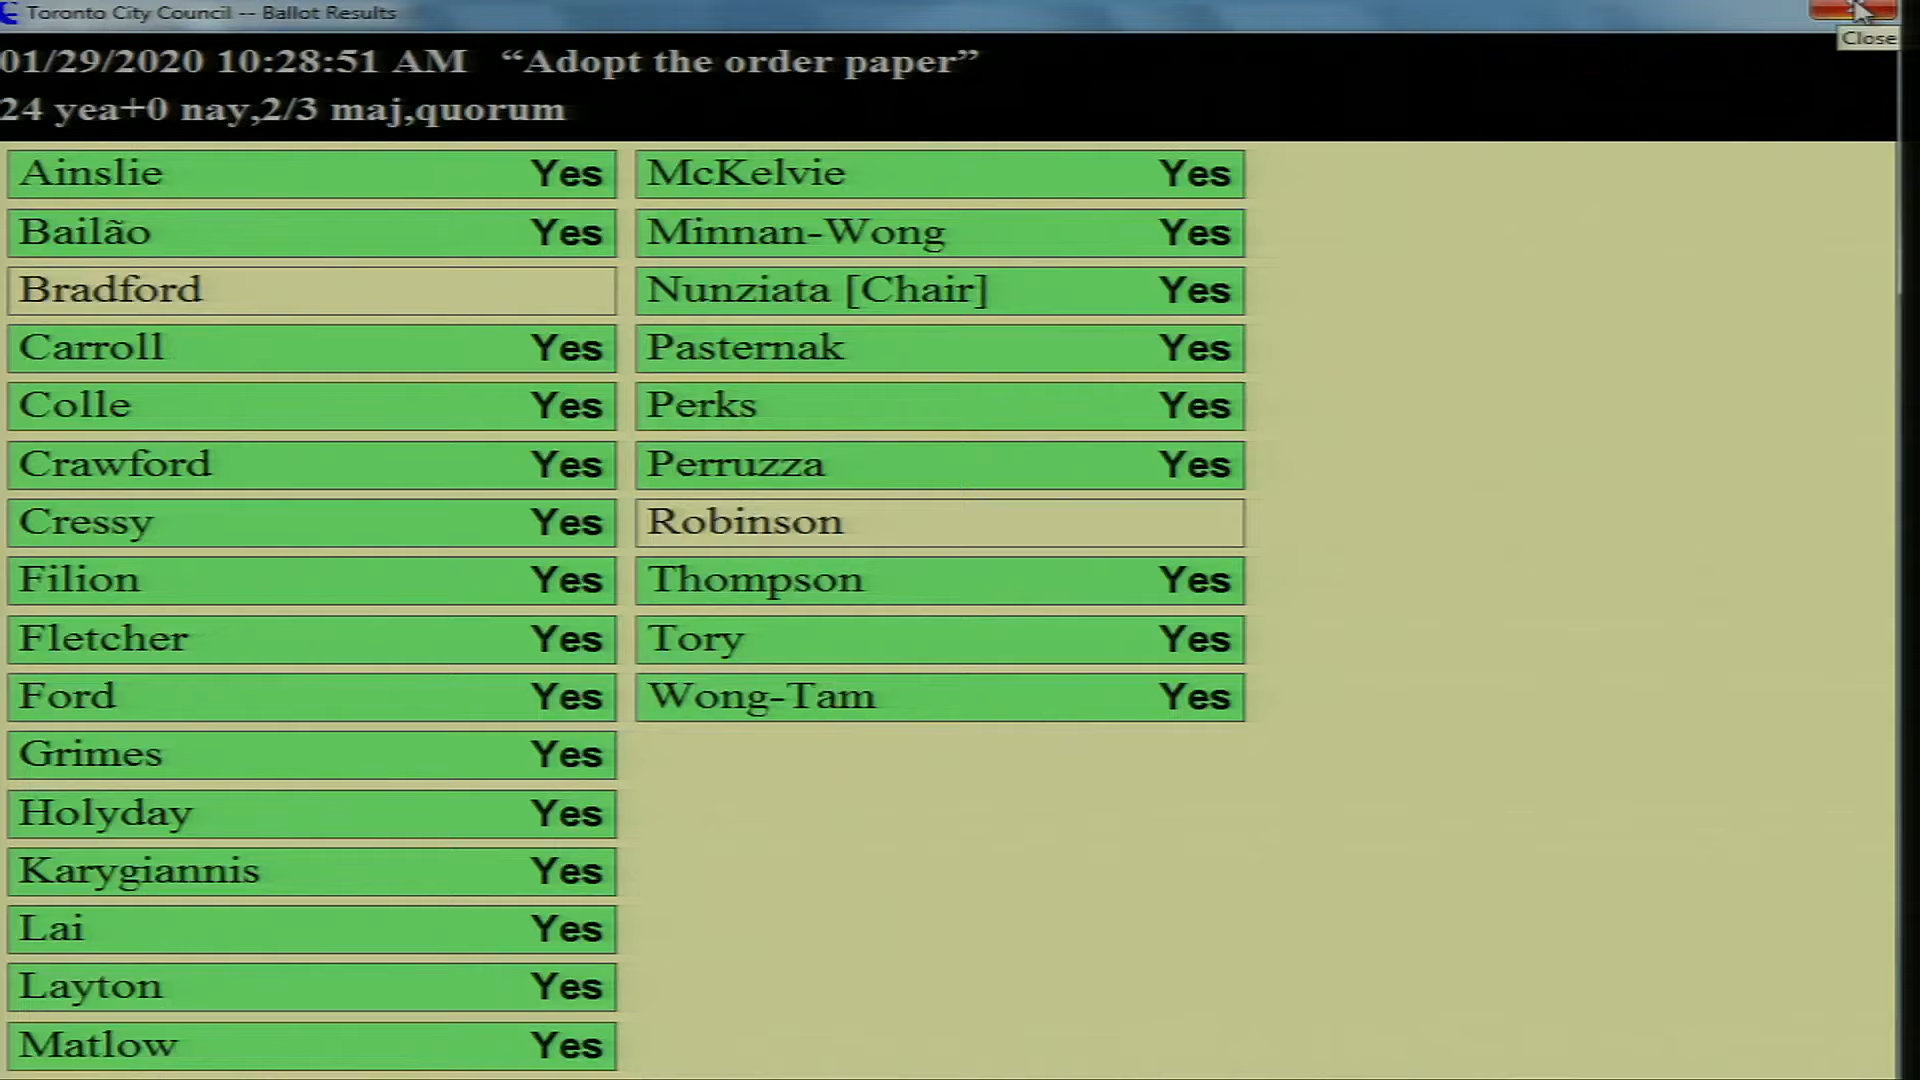 Toronto City Council -- Ballot Results
Close
01/29/2020 10:28:51 AM “Adopt the order paper”
24 yea+0 nay,2/3 maj,quorum
Ainslie Yes
Bailão Yes
Bradford
Carroll Yes
Colle Yes
Crawford Yes
Cressy Yes
Filion Yes
Fletcher Yes
Ford Yes
Grimes Yes
Holyday Yes
Karygiannis Yes
Lai Yes
Layton Yes
Matlow Yes
McKelvie Yes
Minnan-Wong Yes
Nunziata [Chair] Yes
Pasternak Yes
Perks Yes
Perruzza Yes
Robinson
Thompson Yes
Tory Yes
Wong-Tam Yes